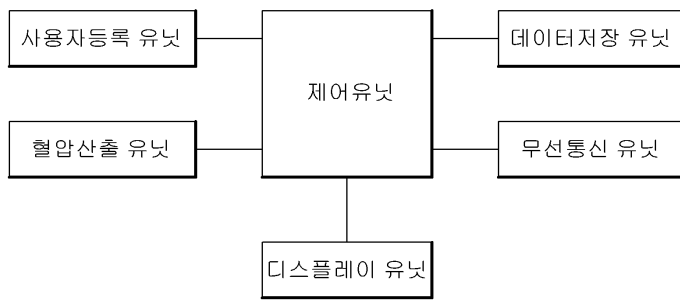 사용자등록 유닛
데이터저장 유닛
제어유닛
혈압산출 유닛
무선통신 유닛
디스플레이 유닛